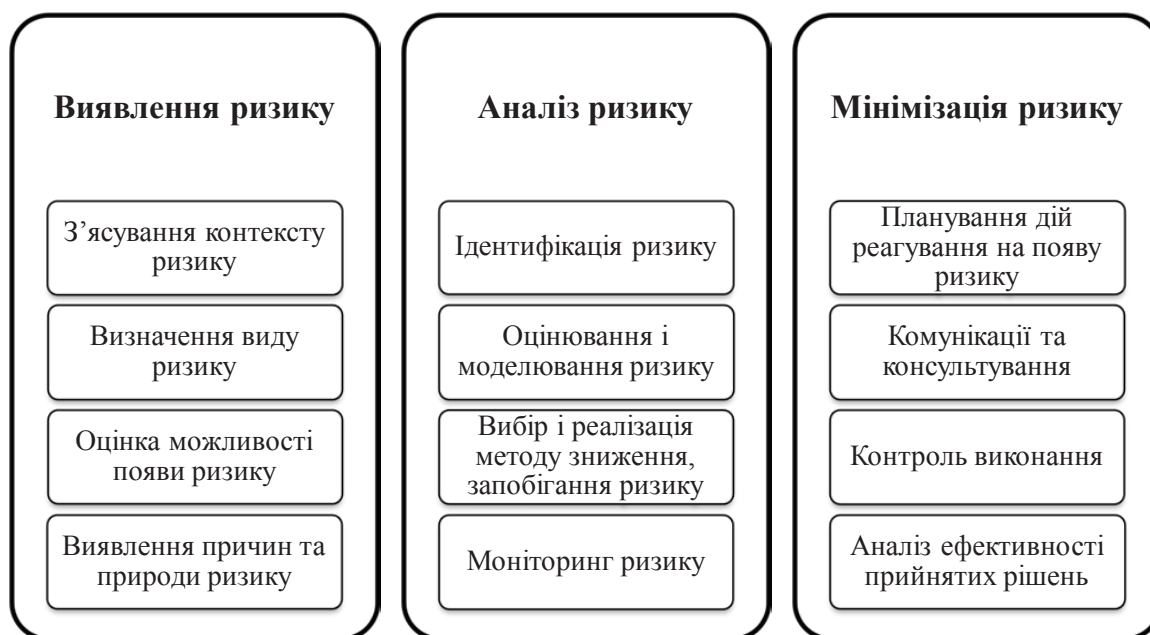 Виявлення ризику
З’ясування контексту
ризику
Визначення виду
ризику
Оцінка можливості
появи ризику
Виявлення причин та
природи ризику
Аналіз ризику
Ідентифікація ризику
Оцінювання і
моделювання ризику
Вибір і реалізація
методу зниження,
запобігання ризику
Моніторинг ризику
Мінімізація ризику
Планування дій
реагування на появу
ризику
Комунікації та
консультування
Контроль виконання
Аналіз ефективності
прийнятих рішень